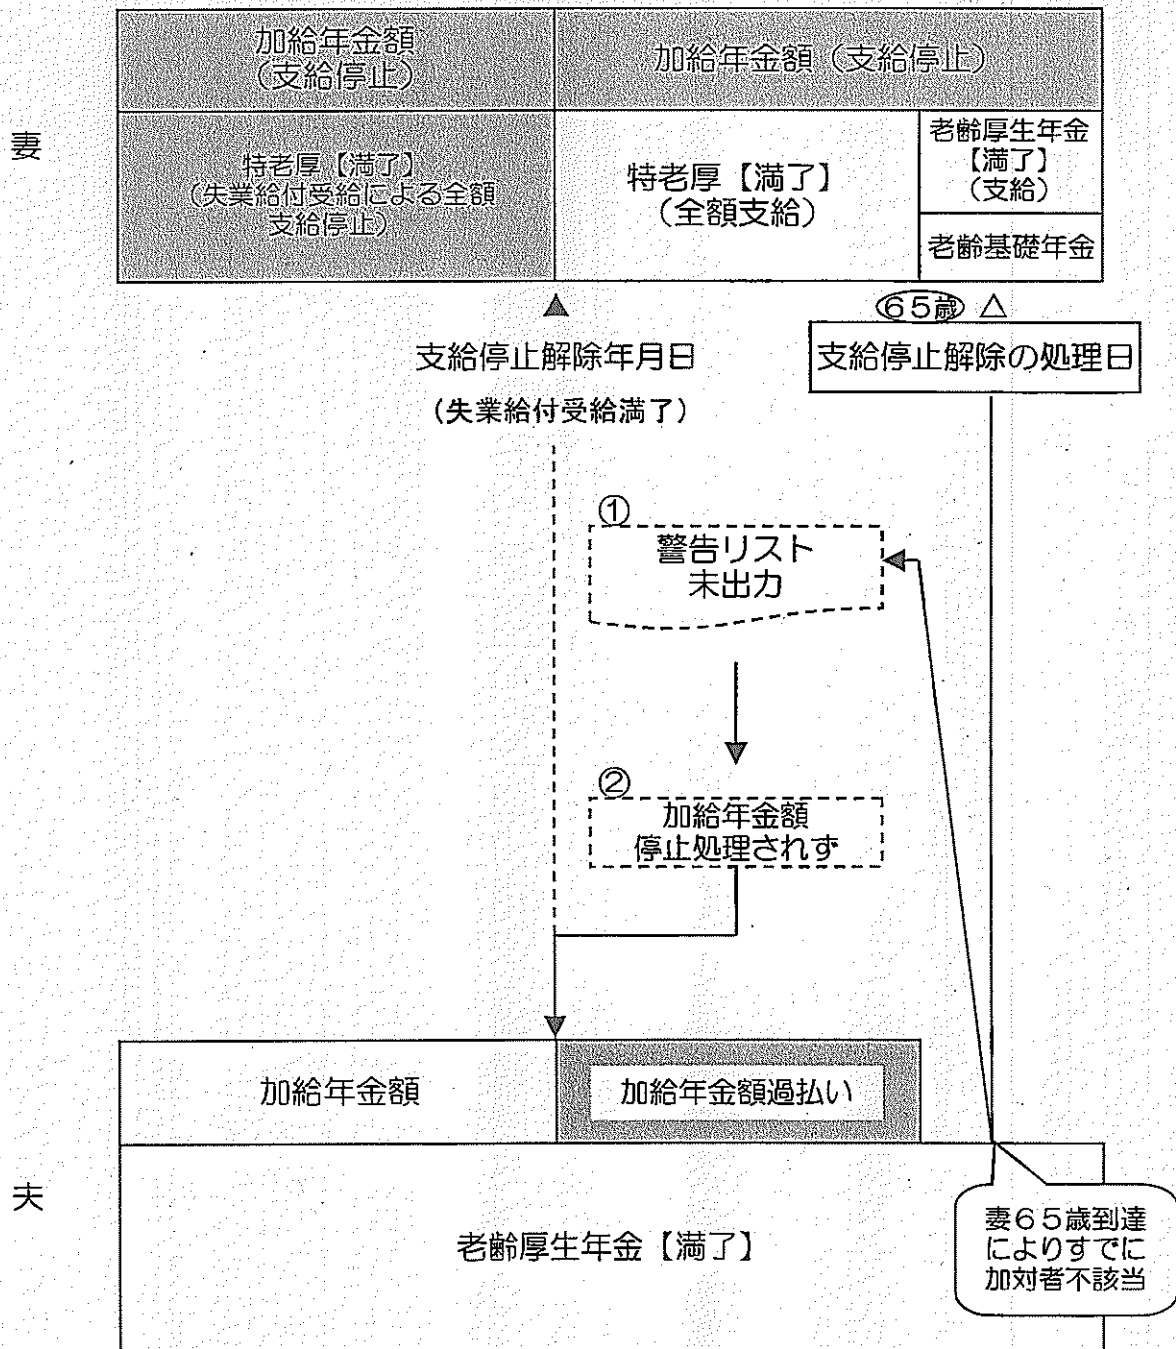 加給年金額
（支給停止）
加給年金額（支給停止）
妻
特老厚【満了】
（失業給付受給による全額
支給停止）
特老厚【満了】
（全額支給）
老齢厚生年金
【満了】
（支給）
老齢基礎年金
▲
65歳 △
支給停止解除年月日
（失業給付受給満了）
支給停止解除の処理日
①
警告リスト
未出力
②
加給年金額
停止処理されず
加給年金額
加給年金額過払い
夫
老齢厚生年金【満了】
妻65歳到達
によりすでに
加対者不該当